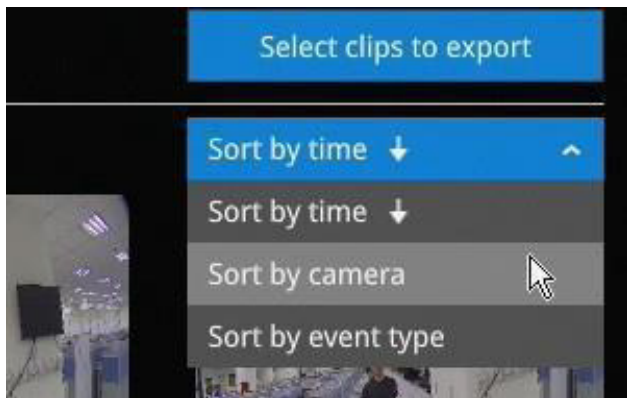 Select clips to export
Sort by time ↓
Sort by time ↓
Sort by camera
Sort by event type